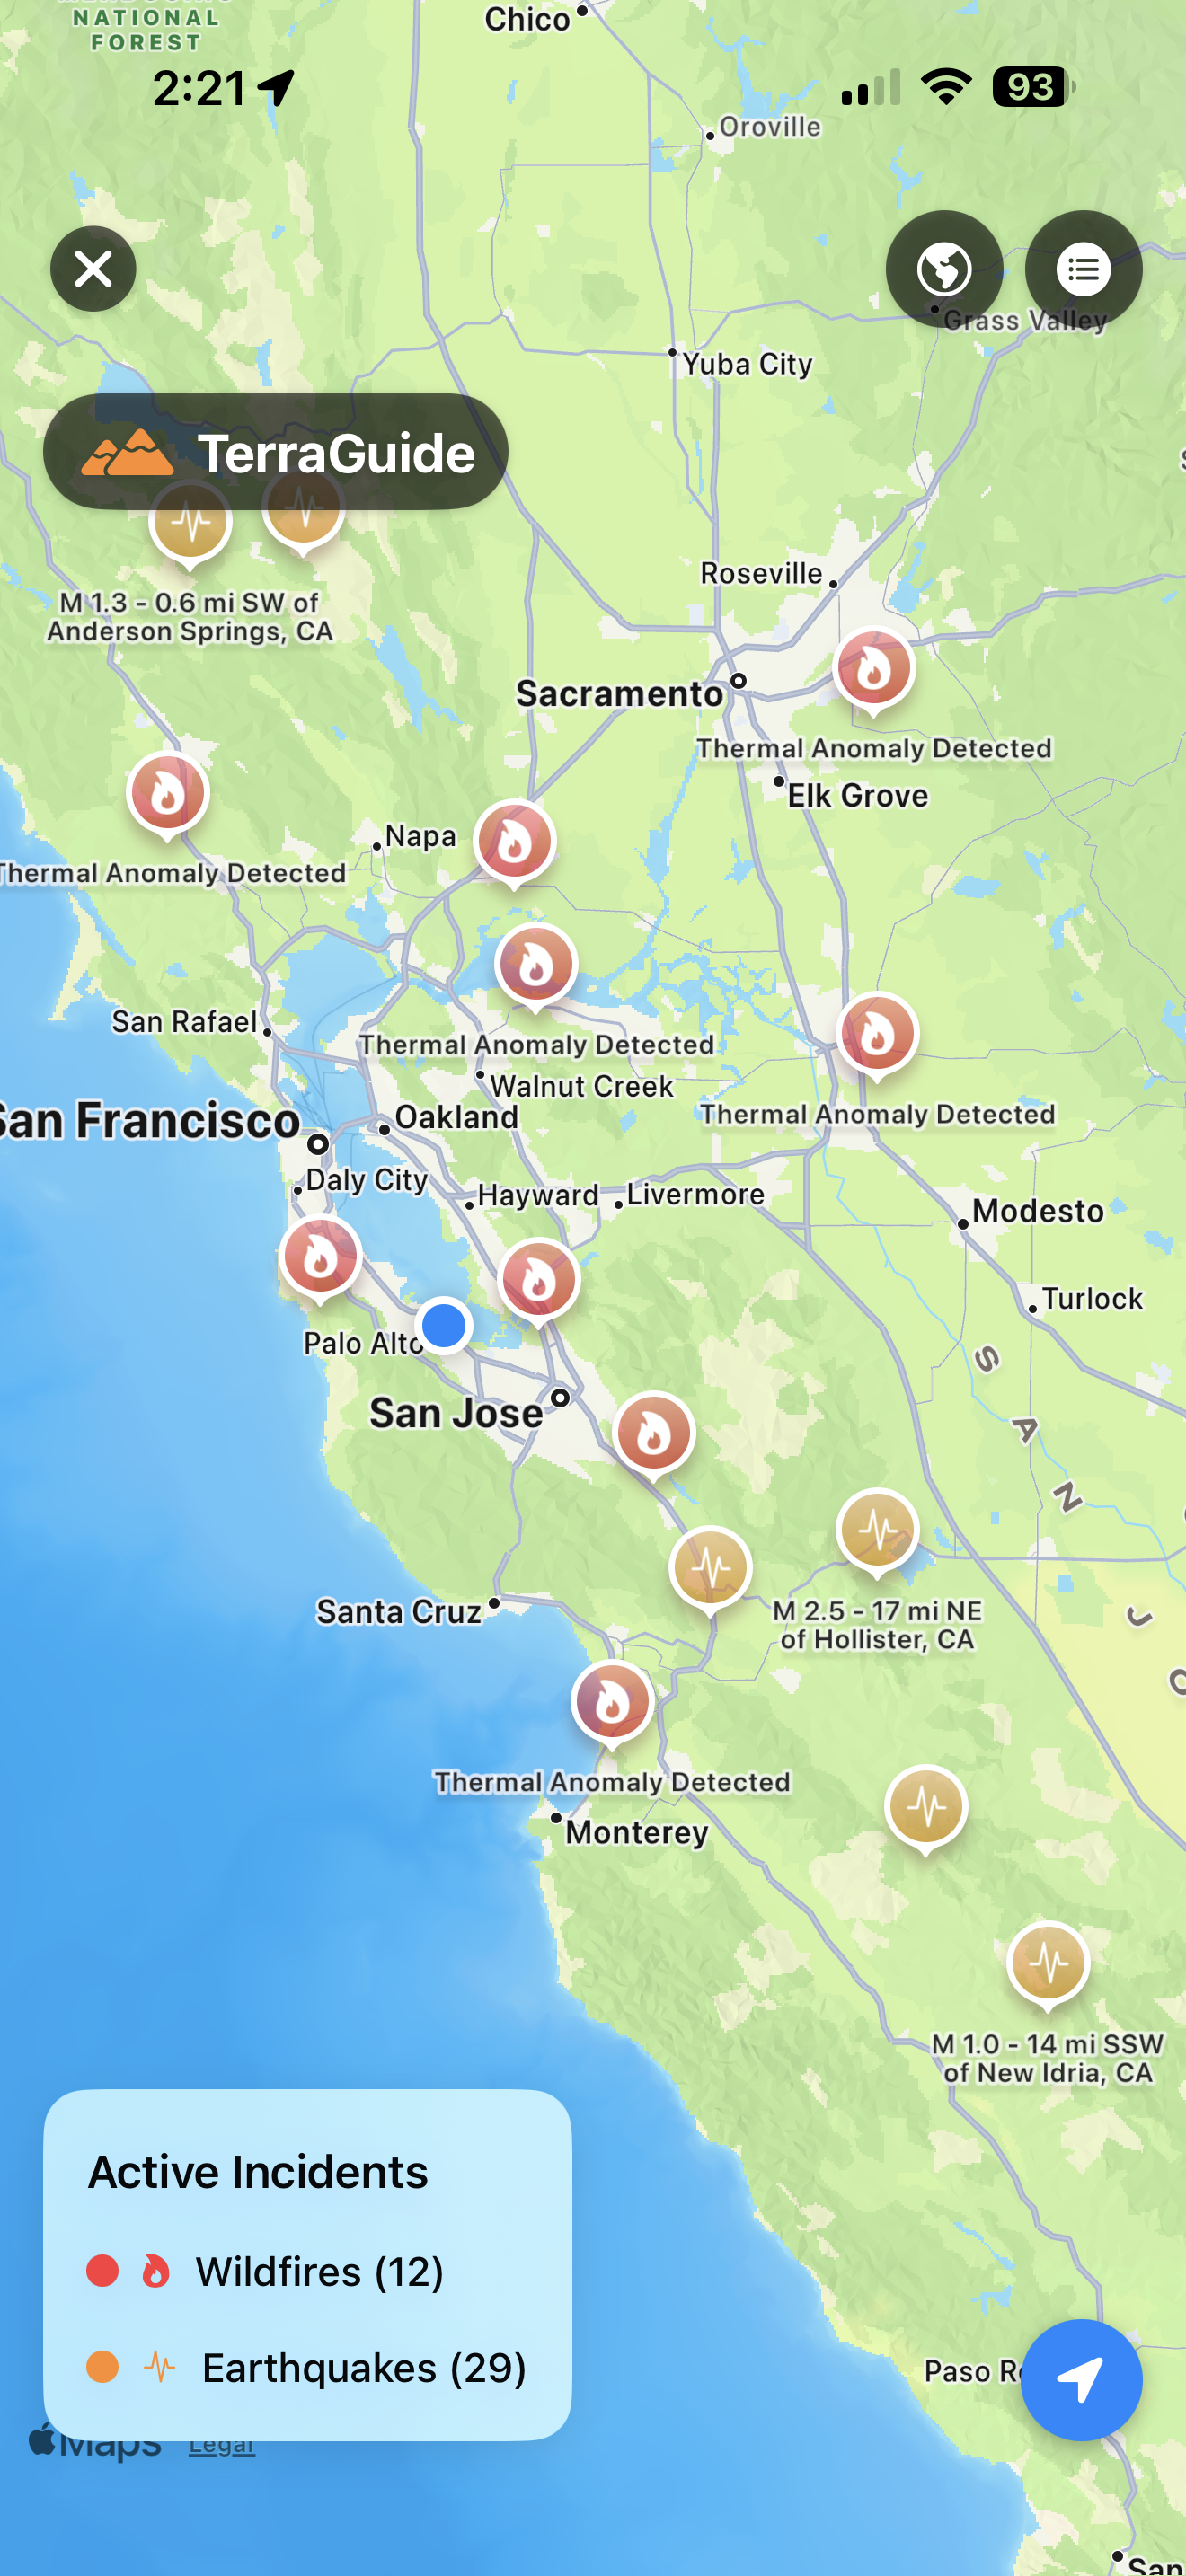 NATIONAL
FOREST
Chico
2:21
93
Oroville
Grass Valley
Yuba City
TerraGuide
M 1.3 - 0.6 mi SW of
Anderson Springs, CA
Roseville
Sacramento
Thermal Anomaly Detected
Elk Grove
Napa
Thermal Anomaly Detected
San Rafael
Thermal Anomaly Detected
Walnut Creek
San Francisco
Oakland
Thermal Anomaly Detected
Daly City
Hayward
Livermore
Modesto
Turlock
Palo Alto
San Jose
S A N
J O
Santa Cruz
M 2.5 - 17 mi NE
of Hollister, CA
Thermal Anomaly Detected
Monterey
M 1.0 - 14 mi SSW
of New Idria, CA
Active Incidents
Wildfires (12)
Earthquakes (29)
Paso
Maps
Legal
San